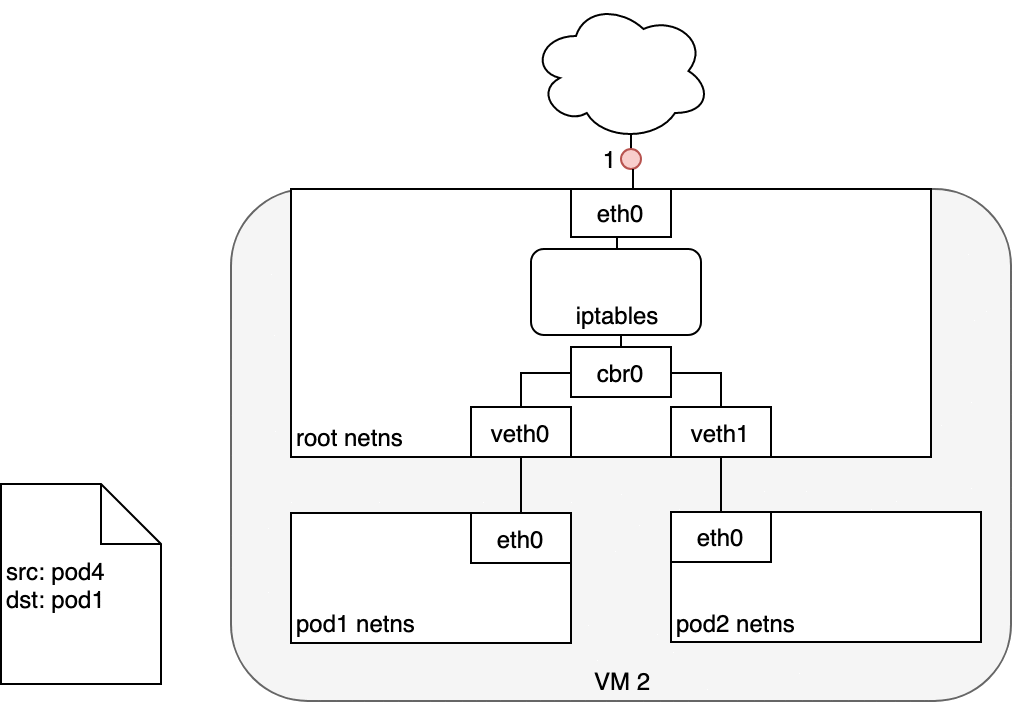 1
eth0
iptables
cbr0
root netns
veth0
veth1
src: pod4
dst: pod1
eth0
eth0
pod1 netns
pod2 netns
VM 2